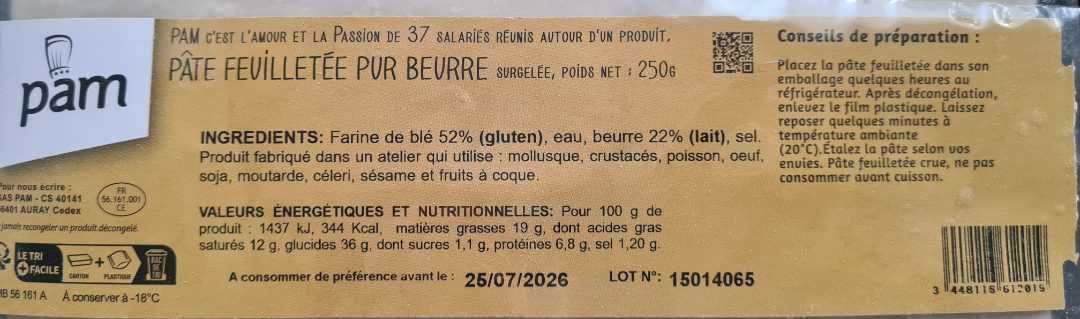 pam
PAM C'EST L'AMOUR ET LA PASSION DE 37 SALARIÉS RÉUNIS AUTOUR D'UN PRODUIT.
PÂTE FEUILLETÉE PUR BEURRE SURGELÉE, POIDS NET : 250G
INGREDIENTS: Farine de blé 52% (gluten), eau, beurre 22% (lait), sel.
Produit fabriqué dans un atelier qui utilise : mollusque, crustacés, poisson, oeuf,
soja, moutarde, céleri, sésame et fruits à coque.
VALEURS ÉNERGÉTIQUES ET NUTRITIONNELLES: Pour 100 g de
produit : 1437 kJ, 344 Kcal, matières grasses 19 g, dont acides gras
saturés 12 g, glucides 36 g, dont sucres 1,1 g, protéines 6,8 g, sel 1,20 g.
A consommer de préférence avant le : 25/07/2026 LOT N°: 15014065
Conseils de préparation :
Placez la pâte feuilletée dans son
emballage quelques heures au
réfrigérateur. Après décongélation,
enlevez le film plastique. Laissez
reposer quelques minutes à
température ambiante
(20°C).Étalez la pâte selon vos
envies. Pâte feuilletée crue, ne pas
consommer avant cuisson.
Pour nous écrire :
SAS PAM - CS 40141
56401 AURAY Cedex
FR
56.161.001
CE
jamais recongeler un produit décongelé.
LE TRI
+ FACILE
CARTON + PLASTIQUE
BAC
DE
TRI
MB 56 161 A À conserver à -18°C
3 448118 612019